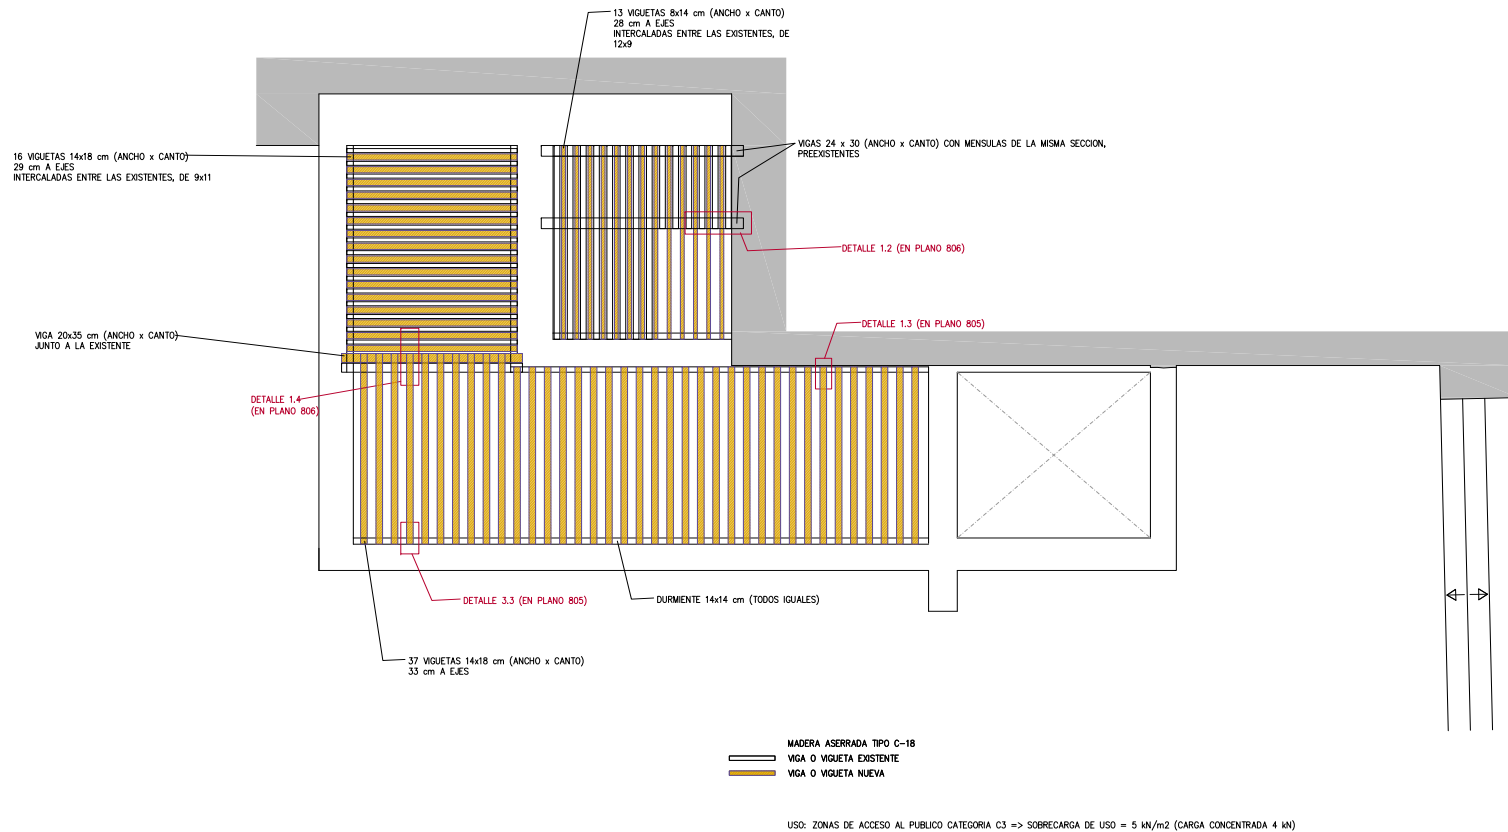 13 VIGUETAS 8x14 cm (ANCHO x CANTO)
28 cm A EJES
INTERCALADAS ENTRE LAS EXISTENTES, DE
12x9
16 VIGUETAS 14x18 cm (ANCHO x CANTO)
29 cm A EJES
INTERCALADAS ENTRE LAS EXISTENTES, DE 9x11
VIGAS 24 x 30 (ANCHO x CANTO) CON MENSULAS DE LA MISMA SECCION,
PREEXISTENTES
DETALLE 1.2 (EN PLANO 806)
DETALLE 1.3 (EN PLANO 805)
VIGA 20x35 cm (ANCHO x CANTO)
JUNTO A LA EXISTENTE
DETALLE 1.4
(EN PLANO 806)
DETALLE 3.3 (EN PLANO 805)
DURMIENTE 14x14 cm (TODOS IGUALES)
37 VIGUETAS 14x18 cm (ANCHO x CANTO)
33 cm A EJES
MADERA ASERRADA TIPO C-18
VIGA O VIGUETA EXISTENTE
VIGA O VIGUETA NUEVA
USO: ZONAS DE ACCESO AL PUBLICO CATEGORIA C3 => SOBRECARGA DE USO = 5 kN/m2 (CARGA CONCENTRADA 4 kN)